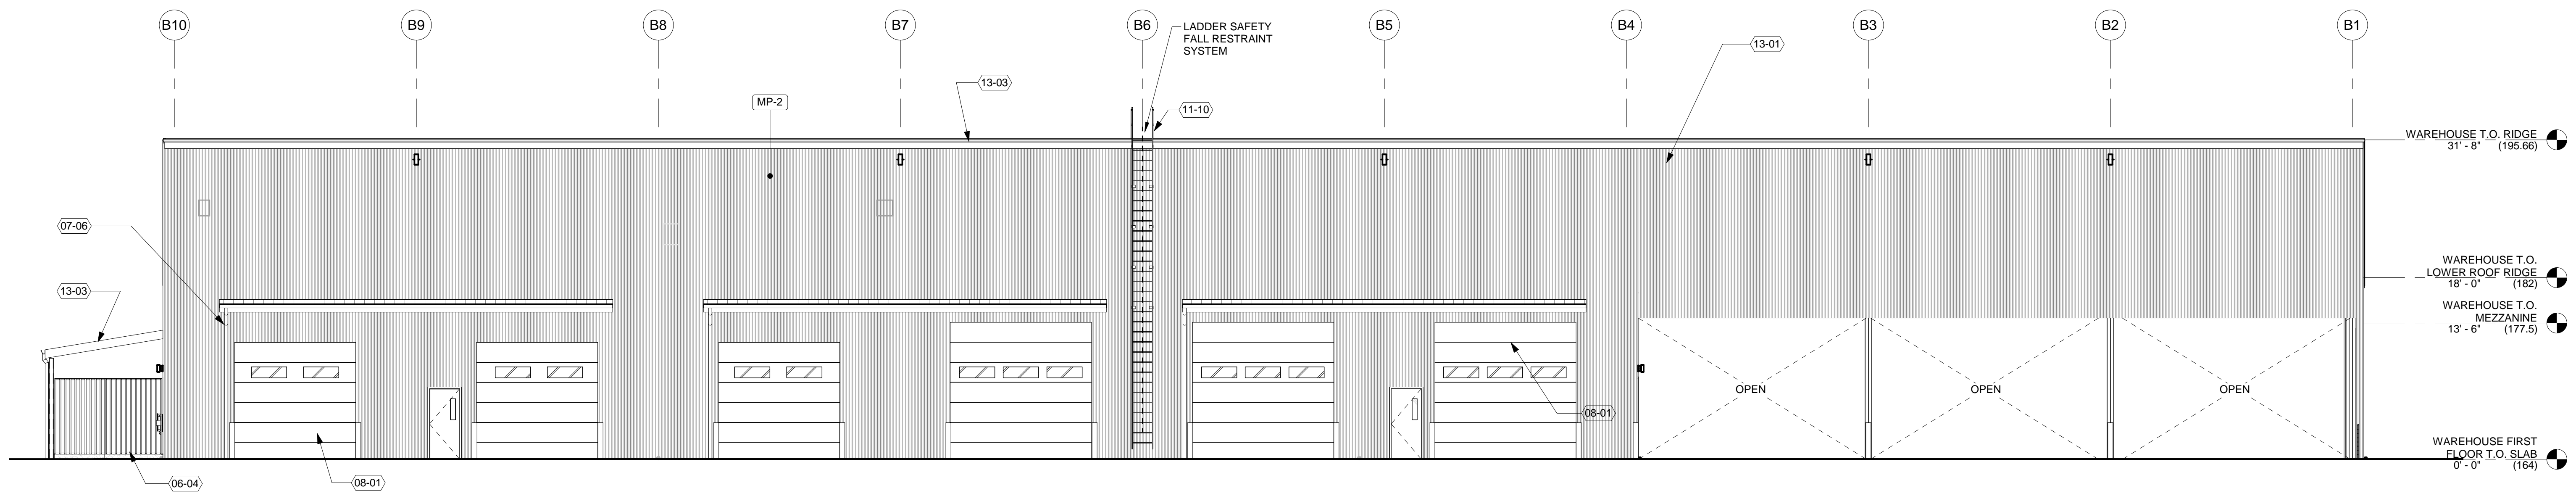 B10
B9
B8
B7
B6
B5
B4
B3
B2
B1
LADDER SAFETY
FALL RESTRAINT
SYSTEM
13-01
13-03
MP-2
11-10
WAREHOUSE T.O. RIDGE
31' - 8" (195.66)
07-06
13-03
WAREHOUSE T.O.
LOWER ROOF RIDGE
18' - 0" (182)
WAREHOUSE T.O.
MEZZANINE
13' - 6" (177.5)
OPEN
OPEN
OPEN
08-01
WAREHOUSE FIRST
FLOOR T.O. SLAB
0' - 0" (164)
06-04
08-01